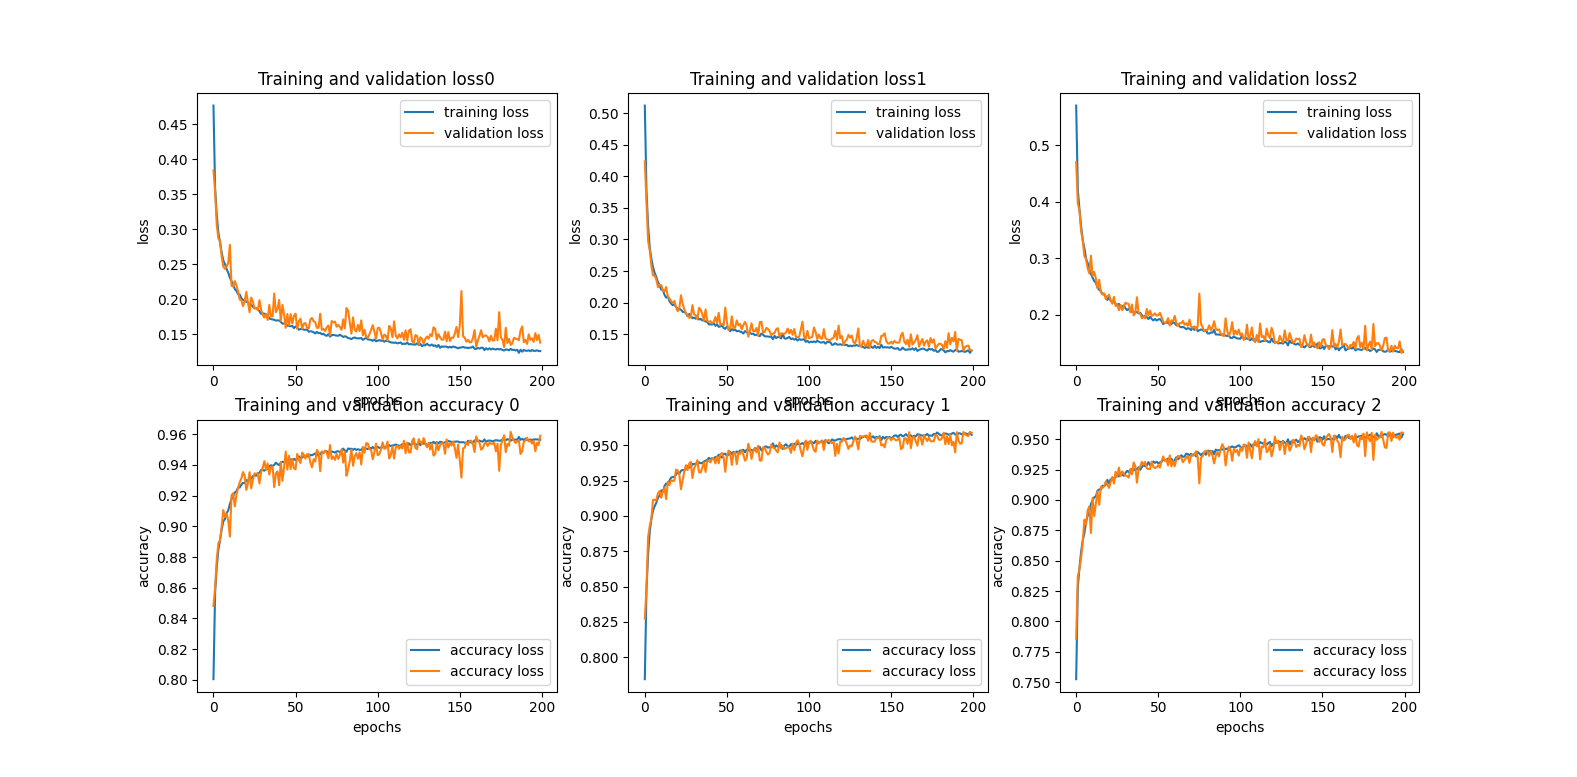 Training and validation loss0
training loss
validation loss
0.45
0.40
0.35
0.30
0.25
0.20
0.15
loss
0
50
100
150
200
epochs
Training and validation loss1
training loss
validation loss
0.50
0.45
0.40
0.35
0.30
0.25
0.20
0.15
loss
0
50
100
150
200
epochs
Training and validation loss2
training loss
validation loss
0.5
0.4
0.3
0.2
loss
0
50
100
150
200
epochs
Training and validation accuracy 0
0.96
0.94
0.92
0.90
0.88
0.86
0.84
0.82
0.80
accuracy
accuracy loss
accuracy loss
0
50
100
150
200
epochs
Training and validation accuracy 1
0.950
0.925
0.900
0.875
0.850
0.825
0.800
accuracy
accuracy loss
accuracy loss
0
50
100
150
200
epochs
Training and validation accuracy 2
0.950
0.925
0.900
0.875
0.850
0.825
0.800
0.775
0.750
accuracy
accuracy loss
accuracy loss
0
50
100
150
200
epochs